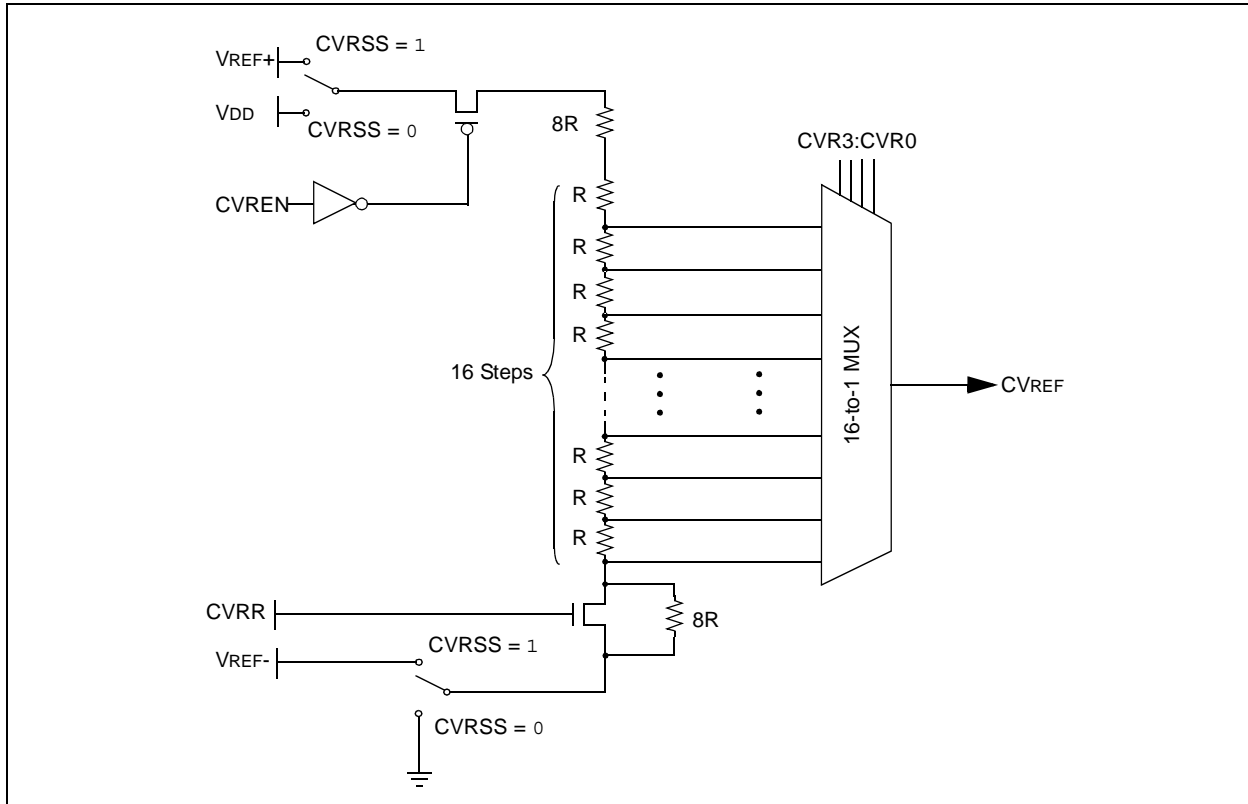 CVRSS = 1
VREF+
VDD
CVRSS = 0
8R
CVR3:CVR0
CVREN
R
R
R
R
16 Steps
16-to-1 MUX
CVREF
R
R
R
CVRR
8R
CVRSS = 1
VREF-
CVRSS = 0